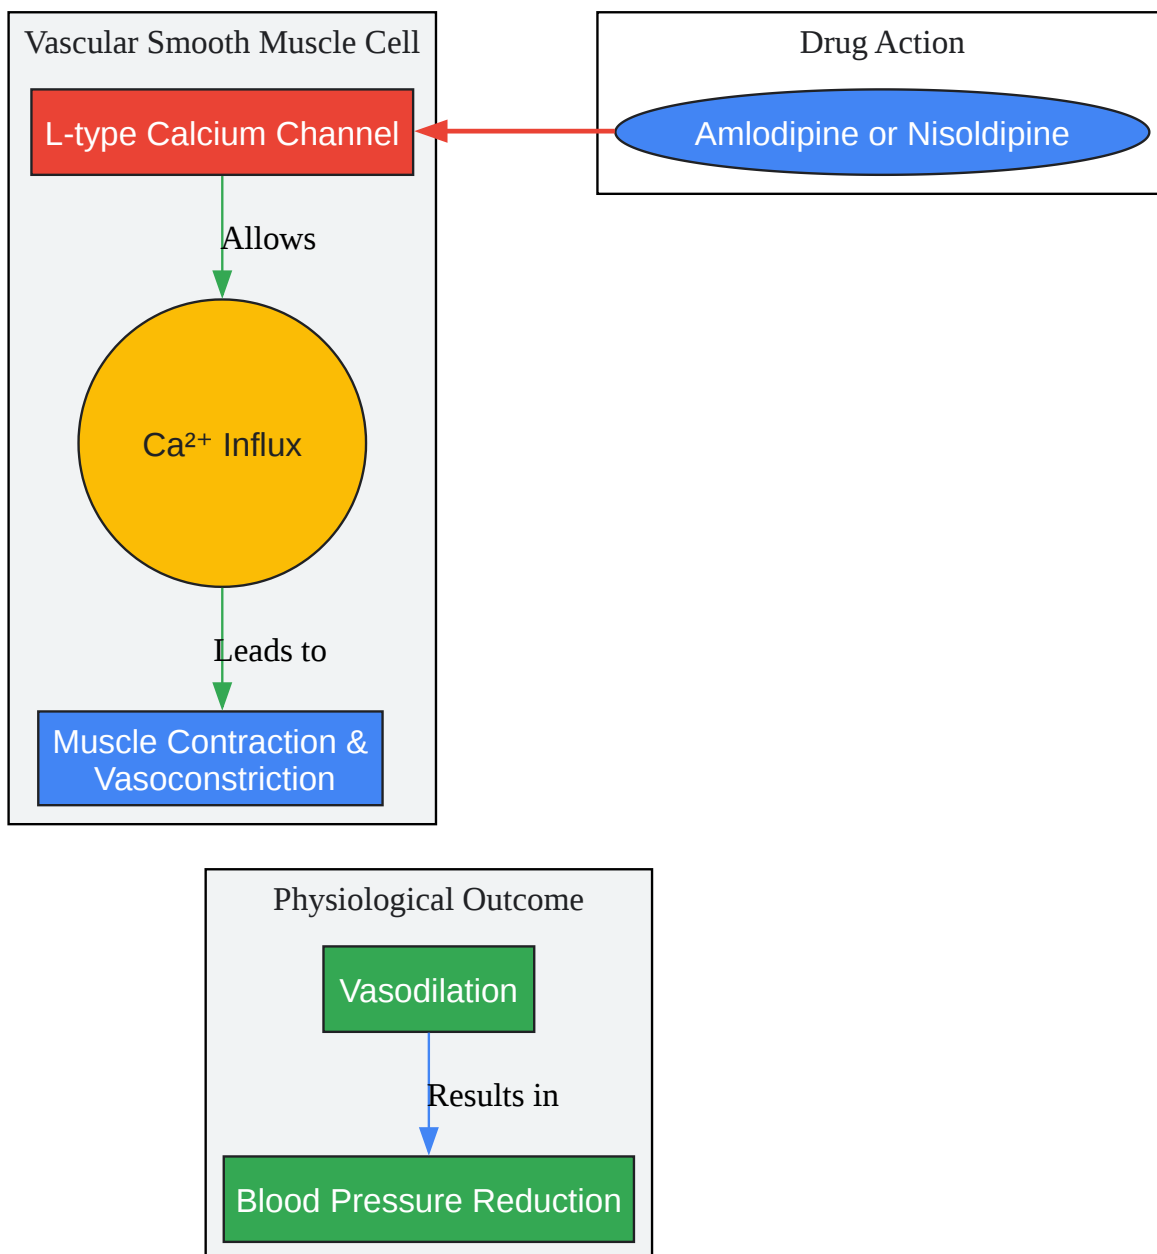 Vascular Smooth Muscle Cell
L-type Calcium Channel
Allows
Ca²⁺ Influx
Leads to
Muscle Contraction &
Vasoconstriction
Drug Action
Amlodipine or Nisoldipine
Physiological Outcome
Vasodilation
Results in
Blood Pressure Reduction